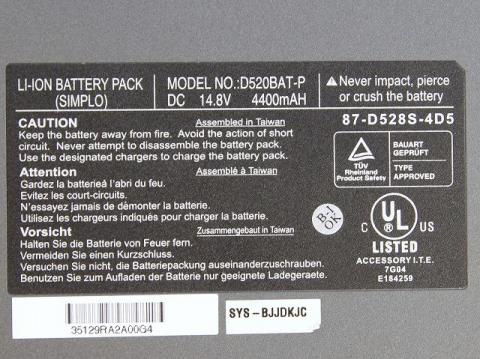 LI-ION BATTERY PACK
(SIMPLO)
MODEL NO.:D520BAT-P
DC 14.8V 4400mAH
⚠Never impact, pierce
or crush the battery
CAUTION Assembled in Taiwan
Keep the battery away from fire. Avoid the action of short
circuit. Never attempt to disassemble the battery pack.
Use the designated chargers to charge the battery pack.
87-D528S-4D5
Attention Assemblé à Taiwan
Gardez la batterieá l'abri du feu.
Evitez les court-circuits.
N'essayez jamais de démonter la batterie.
Utilisez les chargeurs indiqués pour charger la batterie.
TÜV
Rheinland
Product Safety
BAUART
GEPRÜFT
TYPE
APPROVED
B-1
OK
Vorsicht Zusammengebaut in Taiwan
Halten Sie die Batterie von Feuer fern.
Vermeiden Sie einen Kurzschluss.
Versuchen Sie nicht, die Batteriepackung auseinanderzuschrauben.
Benutzen Sie zum Aufladen der Batterie nur zugelassene Ladegeraete.
C UL US
LISTED
ACCESSORY I.T.E.
7G04
E184259
35129RA2A00G4
SYS-BJJDKJC